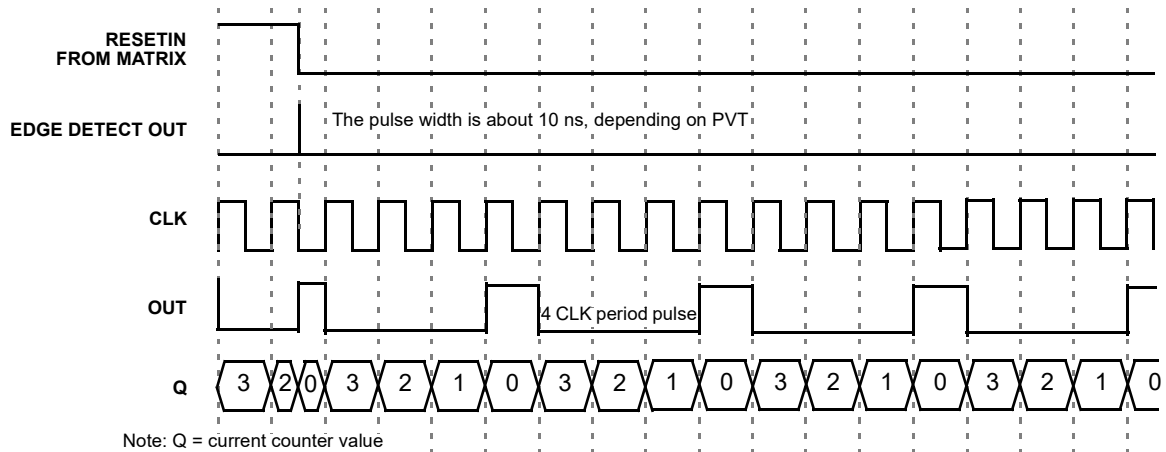 RESETIN
FROM MATRIX
EDGE DETECT OUT
The pulse width is about 10 ns, depending on PVT
CLK
OUT
4 CLK period pulse
Q
3 2 0 3 2 1 0 3 2 1 0 3 2 1 0 3 2 1 0
Note: Q = current counter value